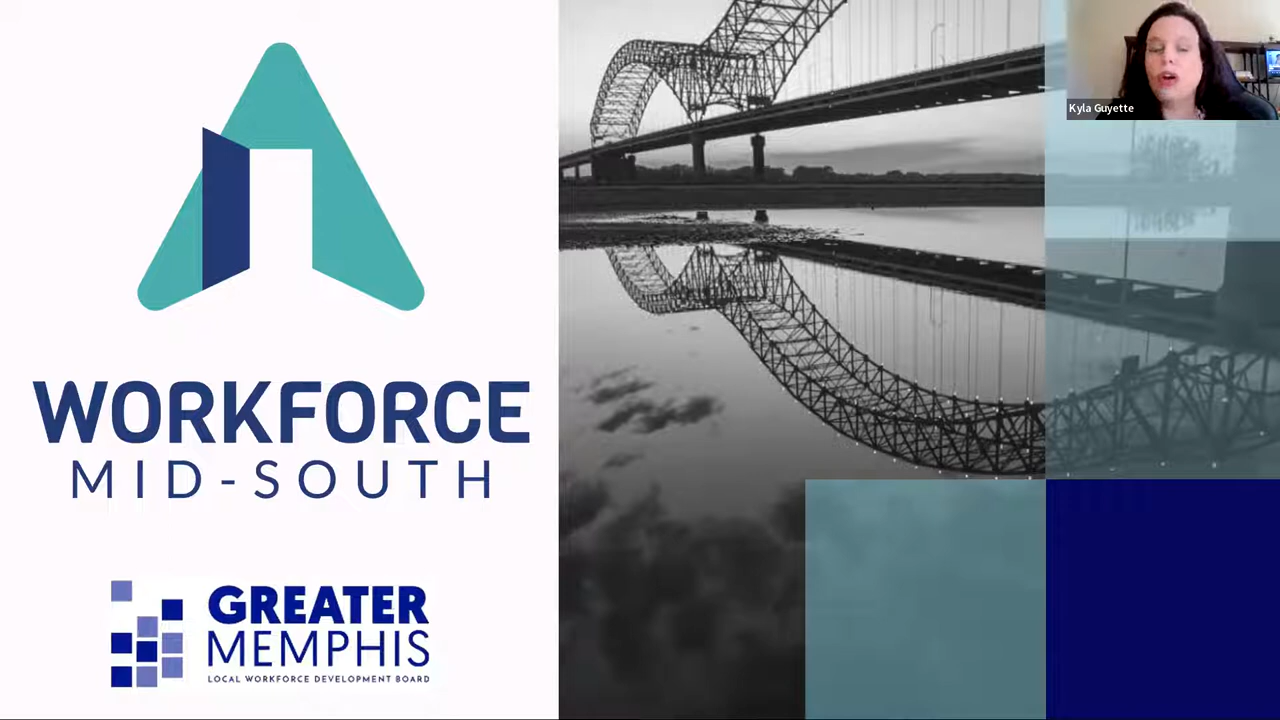 WORKFORCE
MID-SOUTH
GREATER
MEMPHIS
LOCAL WORKFORCE DEVELOPMENT BOARD
Kyla Guyette